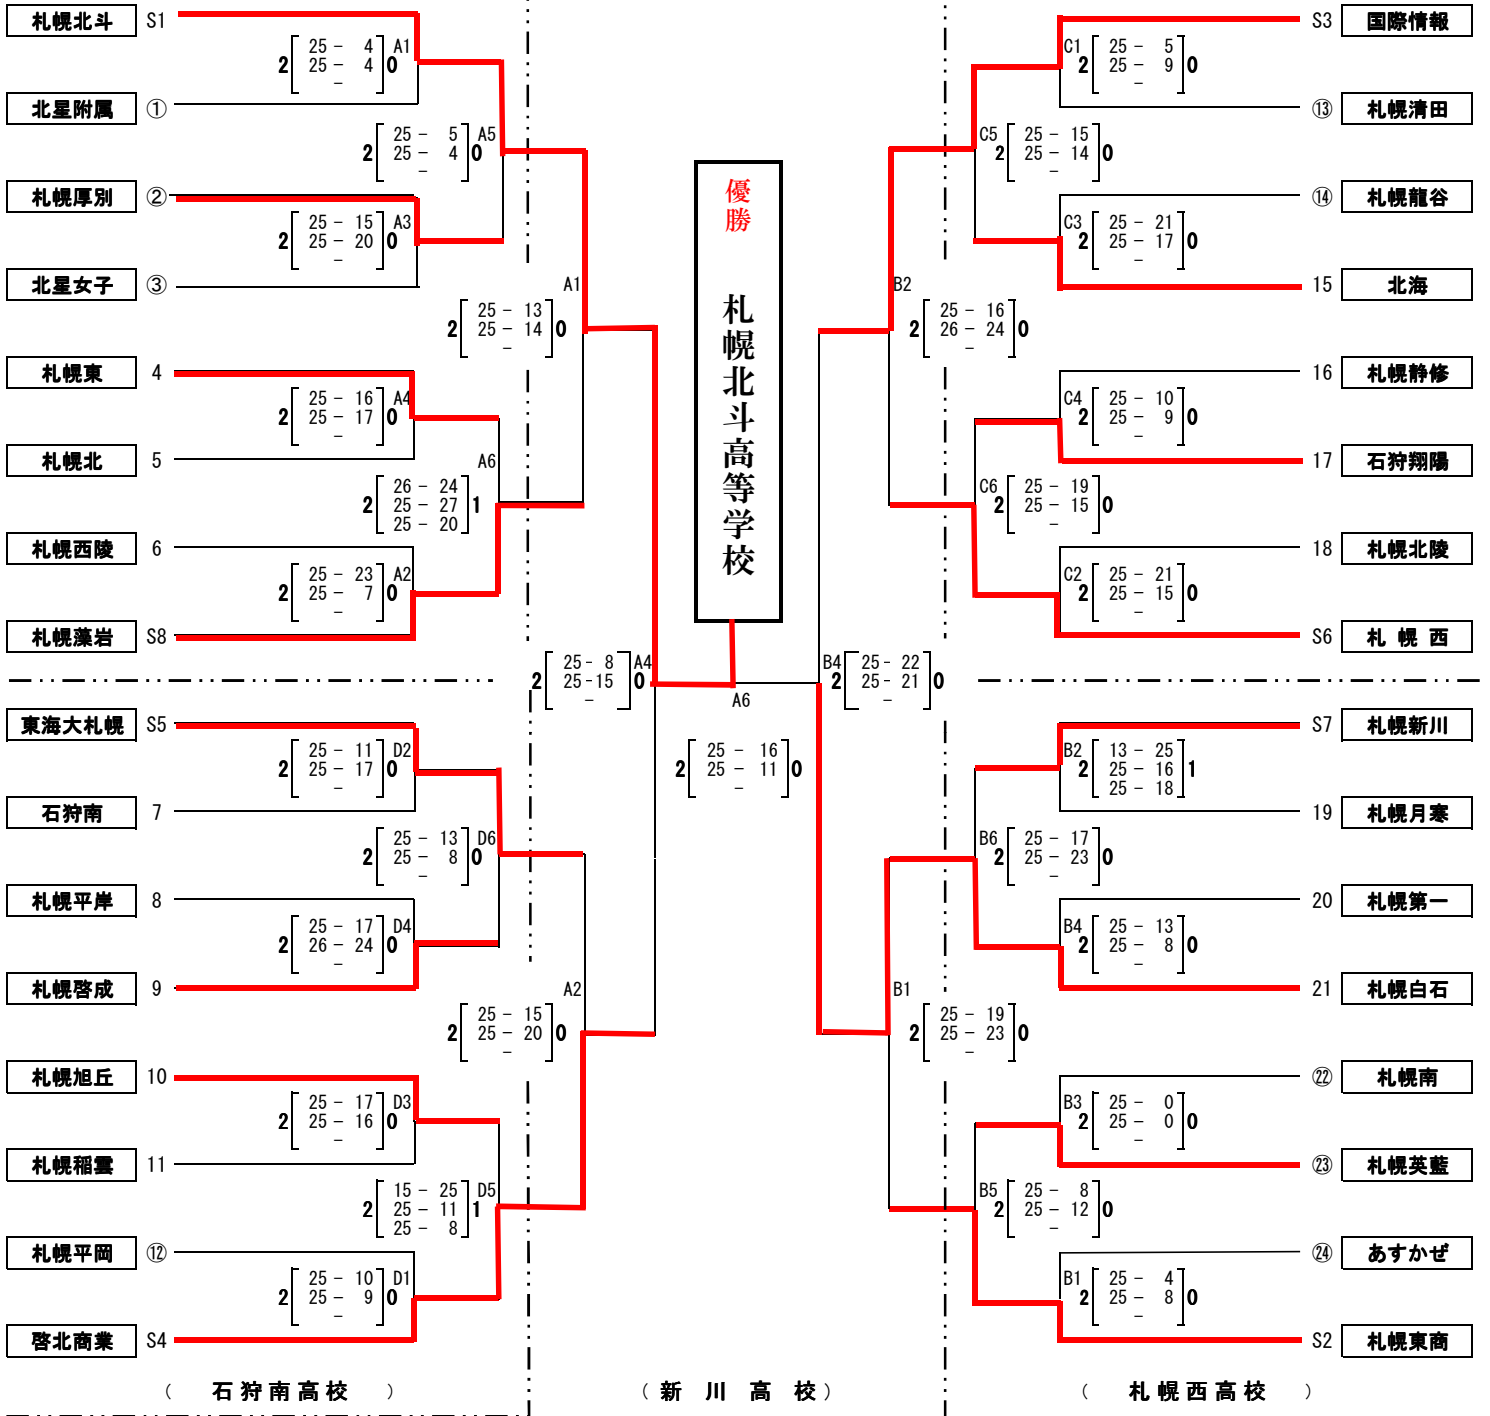 札幌北斗 S1
2 25 - 4 A1 0
25 - 4
-
北星附属 ①
2 25 - 5 A5 0
25 - 4
-
札幌厚別 ②
2 25 - 15 A3 0
25 - 20
-
北星女子 ③
A1
2 25 - 13 0
25 - 14
-
札幌東 4
2 25 - 16 A4 0
25 - 17
-
札幌北 5
A6
2 26 - 24 1
25 - 27
25 - 20
札幌西陵 6
2 25 - 23 A2 0
25 - 7
-
札幌藻岩 S8
2 25 - 8 A4 0
25 - 15
-
東海大札幌 S5
2 25 - 11 D2 0
25 - 17
-
石狩南 7
2 25 - 13 D6 0
25 - 8
-
札幌平岸 8
2 25 - 17 D4 0
26 - 24
-
札幌啓成 9
A2
2 25 - 15 0
25 - 20
-
札幌旭丘 10
2 25 - 17 D3 0
25 - 16
-
札幌稲雲 11
2 15 - 25 D5 1
25 - 11
25 - 8
札幌平岡 ⑫
2 25 - 10 D1 0
25 - 9
-
啓北商業 S4
優勝
札幌北斗高等学校
A6
2 25 - 16 0
25 - 11
-
S3 国際情報
C1 2 25 - 5 0
25 - 9
-
⑬ 札幌清田
C5 2 25 - 15 0
25 - 14
-
⑭ 札幌龍谷
C3 2 25 - 21 0
25 - 17
-
15 北海
B2
2 25 - 16 0
26 - 24
-
16 札幌静修
C4 2 25 - 10 0
25 - 9
-
17 石狩翔陽
C6 2 25 - 19 0
25 - 15
-
18 札幌北陵
C2 2 25 - 21 0
25 - 15
-
S6 札幌西
B4 2 25 - 22 0
25 - 21
-
S7 札幌新川
B2 2 13 - 25 1
25 - 16
25 - 18
19 札幌月寒
B6 2 25 - 17 0
25 - 23
-
20 札幌第一
B4 2 25 - 13 0
25 - 8
-
21 札幌白石
B1
2 25 - 19 0
25 - 23
-
㉒ 札幌南
B3 2 25 - 0 0
25 - 0
-
㉓ 札幌英藍
B5 2 25 - 8 0
25 - 12
-
㉔ あすかぜ
B1 2 25 - 4 0
25 - 8
-
S2 札幌東商
（ 石狩南高校 ）
（ 新川高校 ）
（ 札幌西高校 ）